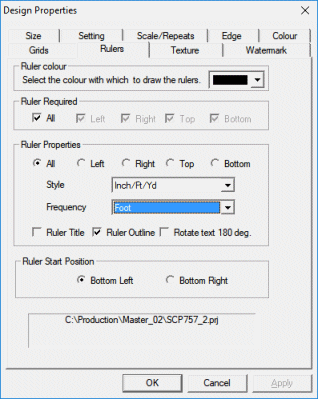 Design Properties
Size Setting Scale/Repeats Edge Colour
Grids Rulers Texture Watermark
Ruler colour
Select the colour with which to draw the rulers.
Ruler Required
All Left Right Top Bottom
Ruler Properties
All Left Right Top Bottom
Style Inch/Ft/Yd
Frequency Foot
Ruler Title Ruler Outline Rotate text 180 deg.
Ruler Start Position
Bottom Left Bottom Right
C:\Production\Master_02\SCP757_2.prj
OK Cancel Apply